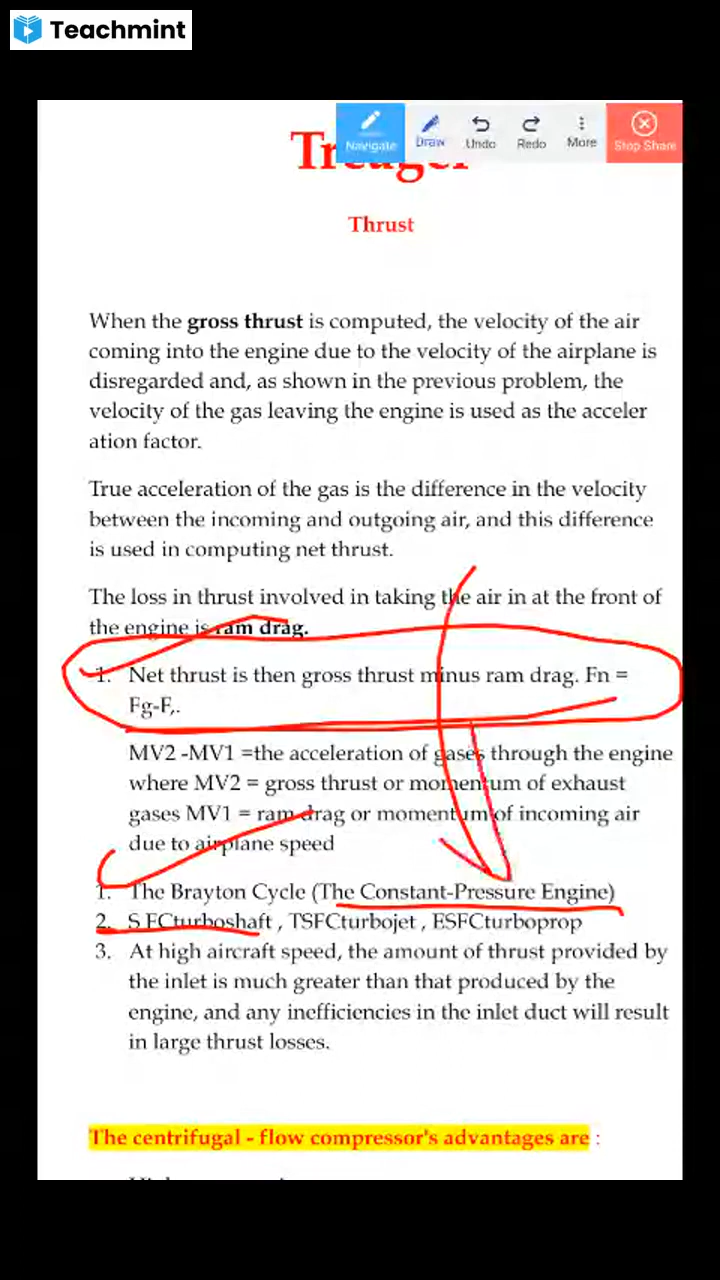 Teachmint
Navigate Draw Undo Redo More Stop Share
Treager
Thrust
When the gross thrust is computed, the velocity of the air
coming into the engine due to the velocity of the airplane is
disregarded and, as shown in the previous problem, the
velocity of the gas leaving the engine is used as the acceler
ation factor.
True acceleration of the gas is the difference in the velocity
between the incoming and outgoing air, and this difference
is used in computing net thrust.
The loss in thrust involved in taking the air in at the front of
the engine is ram drag.
1. Net thrust is then gross thrust minus ram drag. Fn =
Fg-F,.
MV2 -MV1 =the acceleration of gases through the engine
where MV2 = gross thrust or momentum of exhaust
gases MV1 = ram drag or momentum of incoming air
due to airplane speed
1. The Brayton Cycle (The Constant-Pressure Engine)
2. S FCturboshaft , TSFCturbojet , ESFCturboprop
3. At high aircraft speed, the amount of thrust provided by
the inlet is much greater than that produced by the
engine, and any inefficiencies in the inlet duct will result
in large thrust losses.
The centrifugal - flow compressor's advantages are :